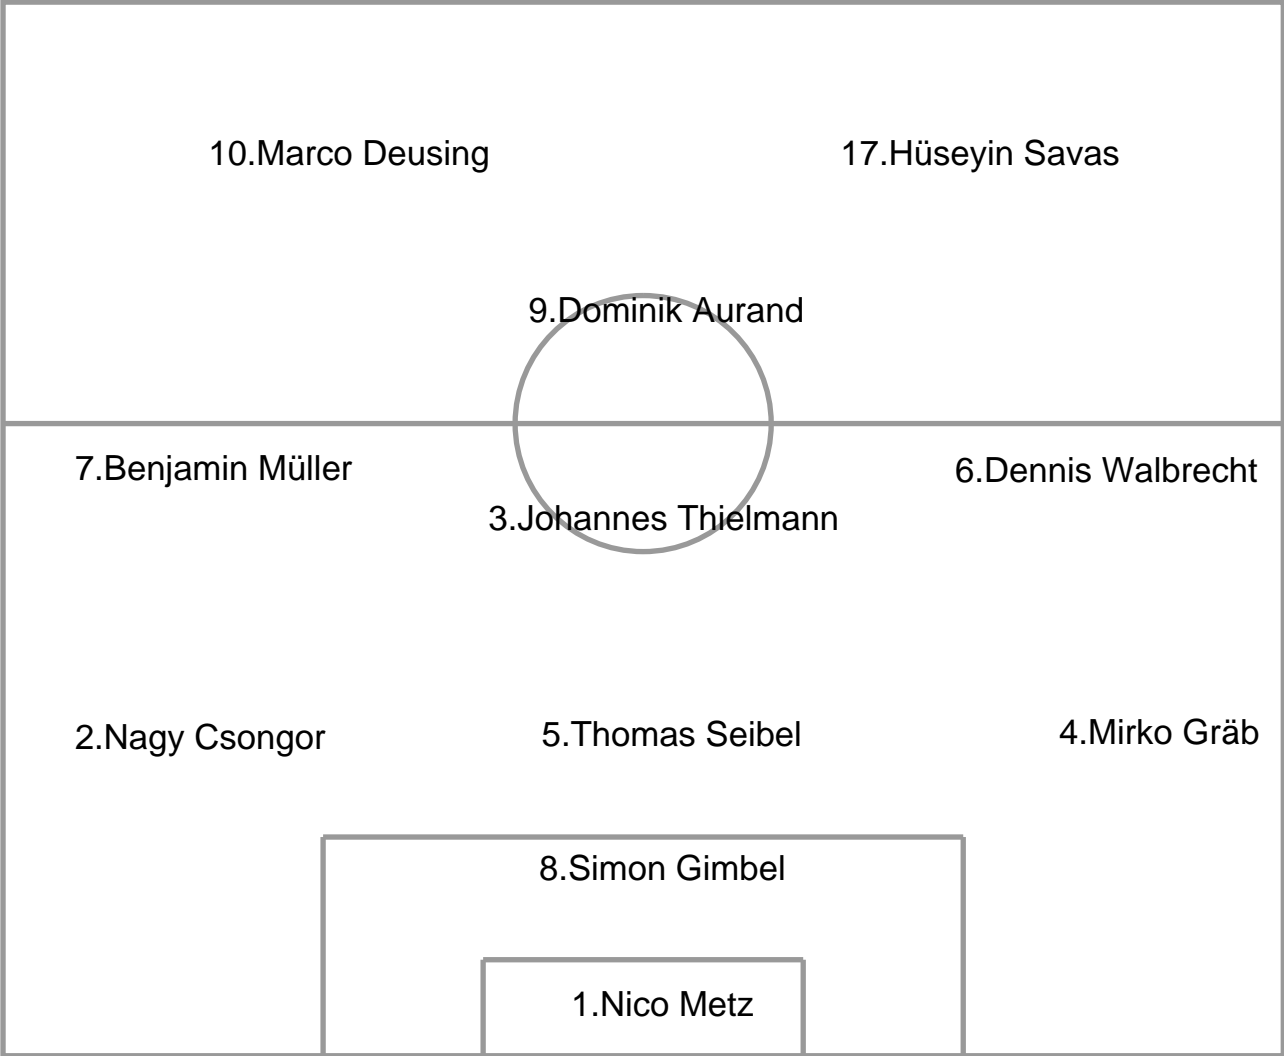 10.Marco Deusing
17.Hüseyin Savas
9.Dominik Aurand
7.Benjamin Müller
6.Dennis Walbrecht
3.Johannes Thielmann
2.Nagy Csongor
5.Thomas Seibel
4.Mirko Gräb
8.Simon Gimbel
1.Nico Metz